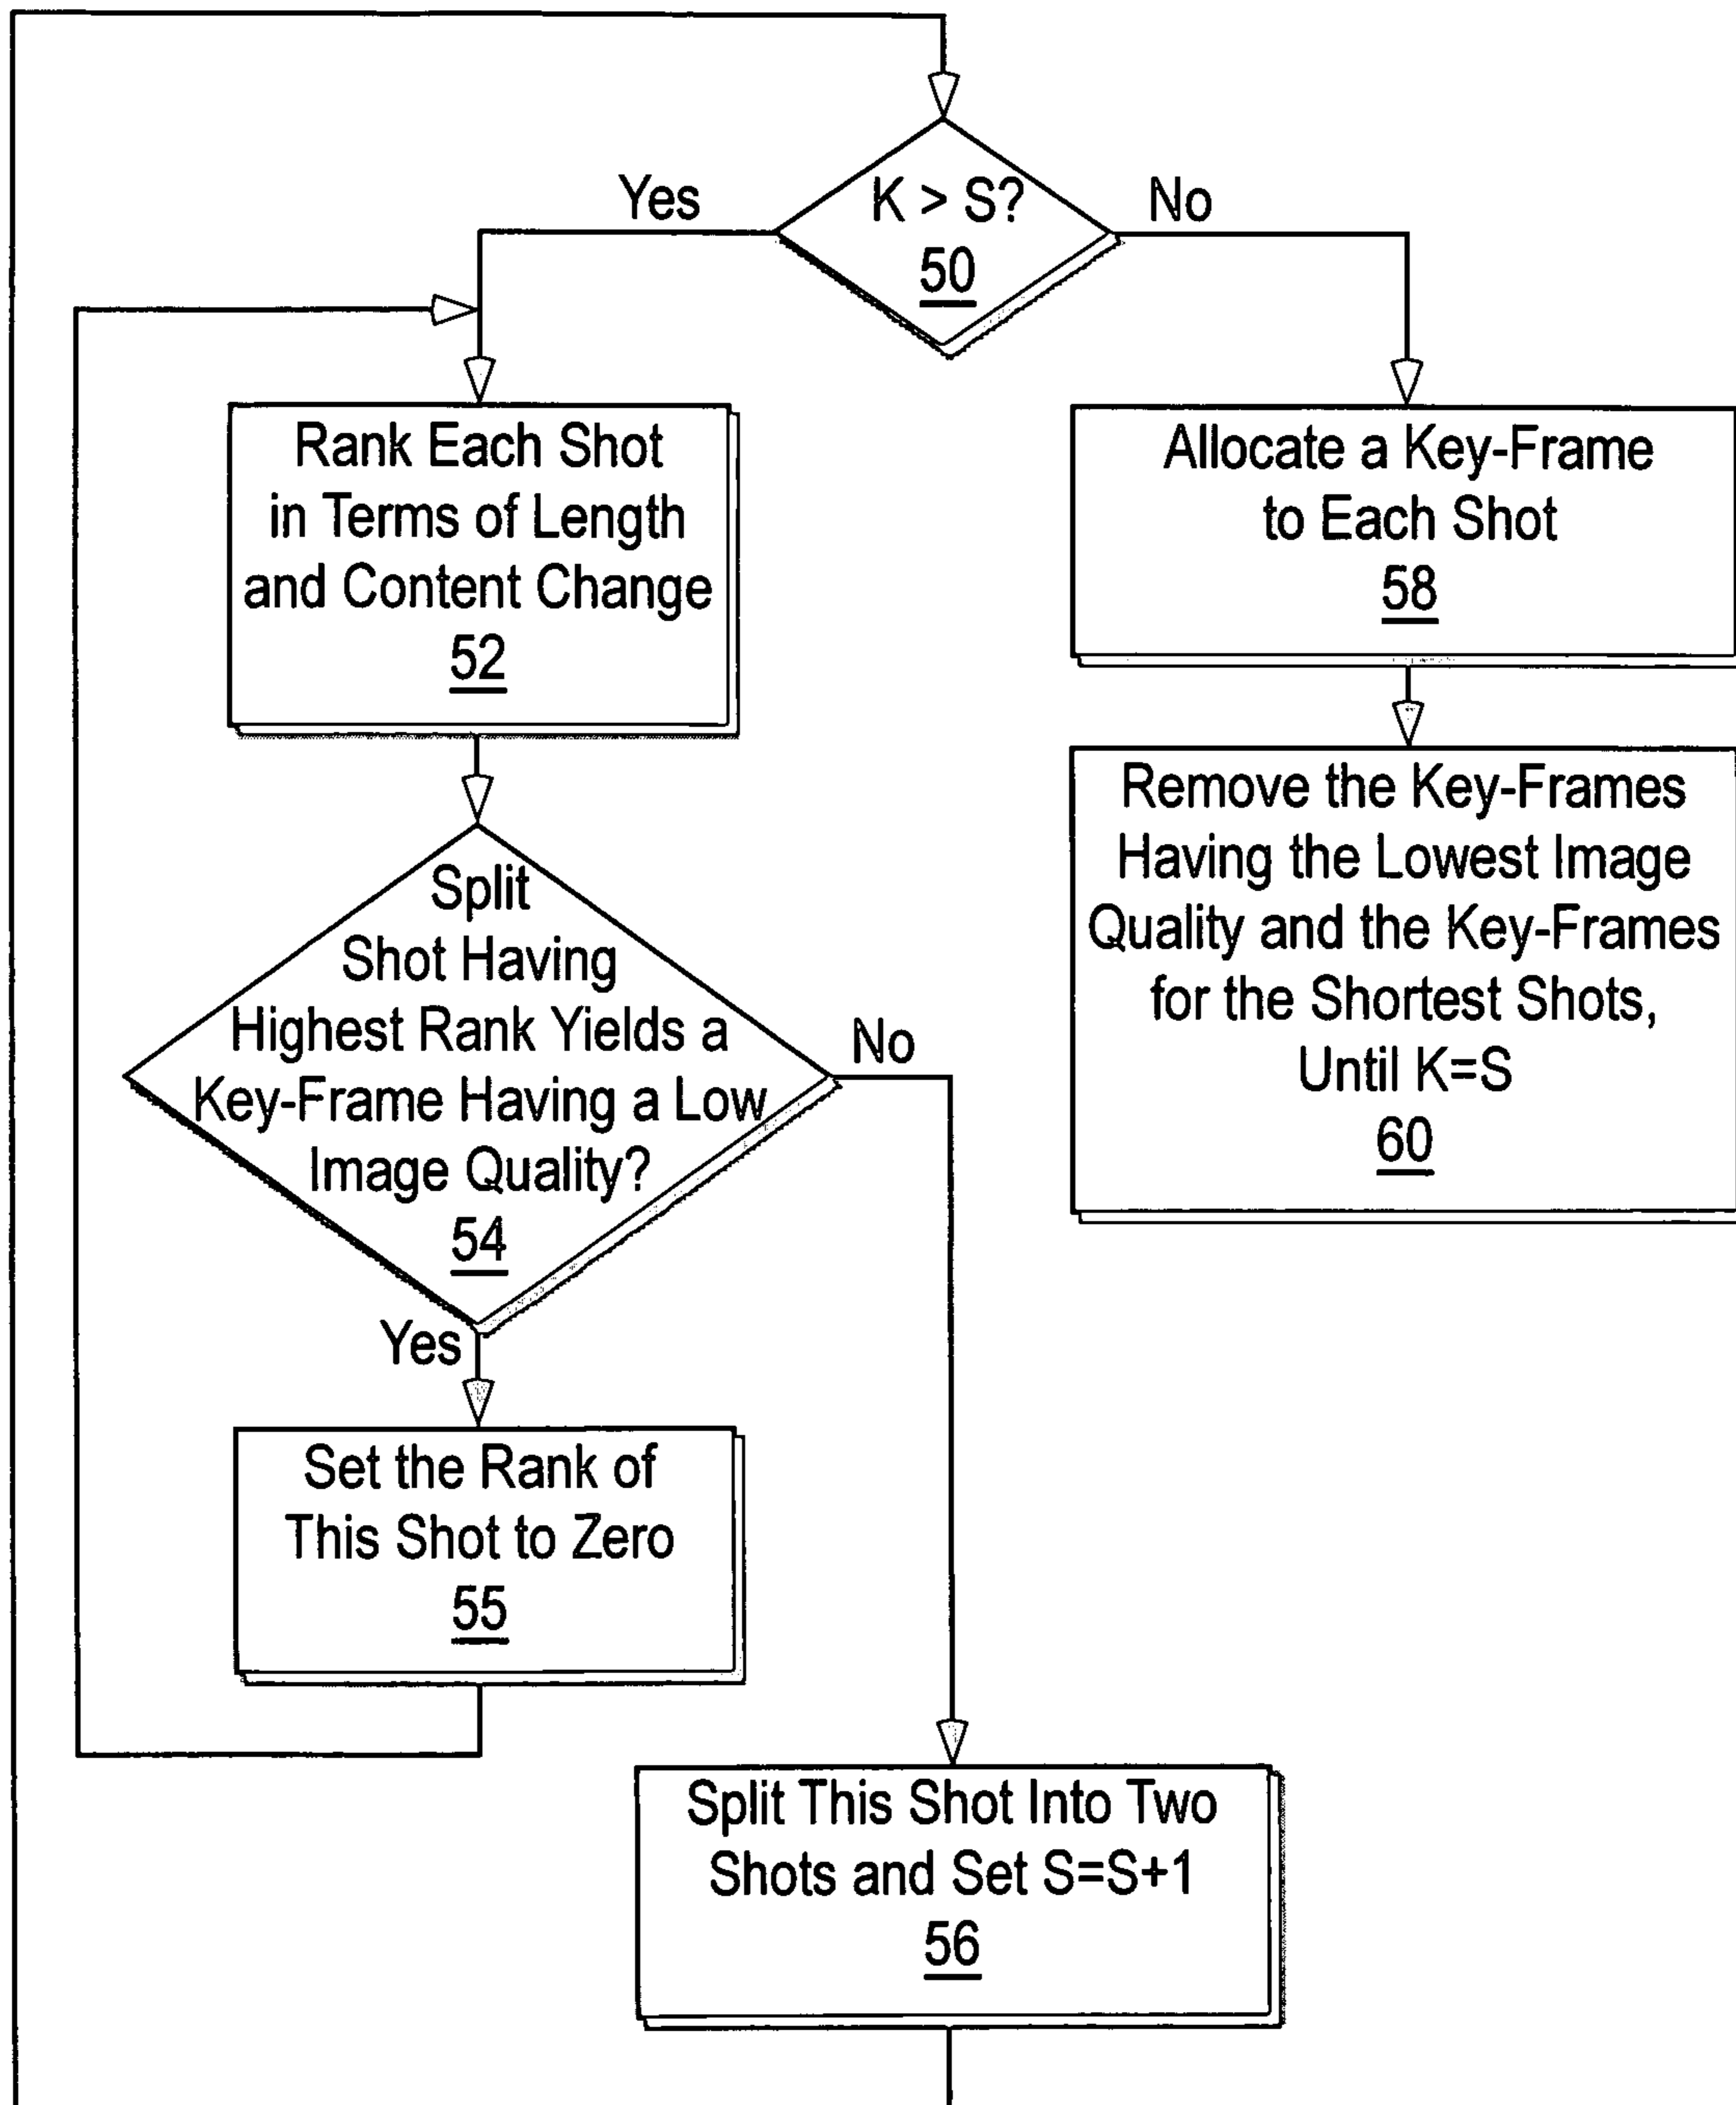 K > S?
50
Yes
No
Rank Each Shot
in Terms of Length
and Content Change
52
Allocate a Key-Frame
to Each Shot
58
Remove the Key-Frames
Having the Lowest Image
Quality and the Key-Frames
for the Shortest Shots,
Until K=S
60
Split
Shot Having
Highest Rank Yields a
Key-Frame Having a Low
Image Quality?
54
No
Yes
Set the Rank of
This Shot to Zero
55
Split This Shot Into Two
Shots and Set S=S+1
56